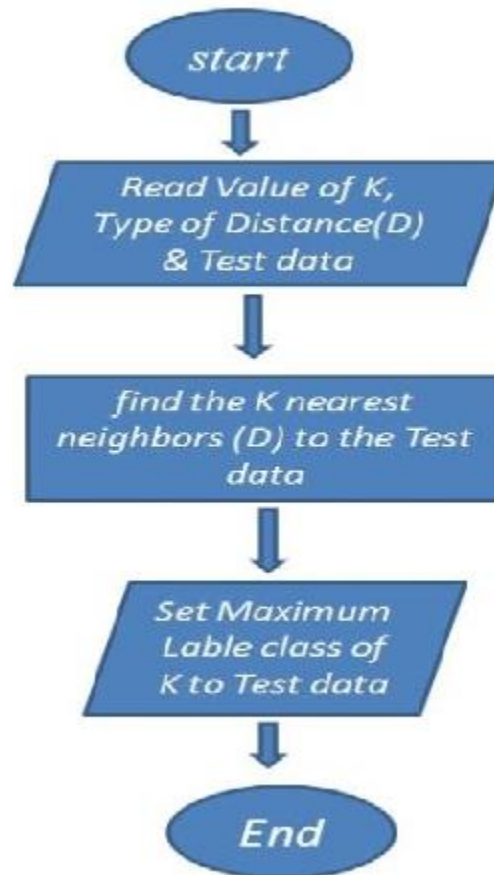 start
Read Value of K,
Type of Distance(D)
& Test data
find the K nearest
neighbors (D) to the Test
data
Set Maximum
Lable class of
K to Test data
End